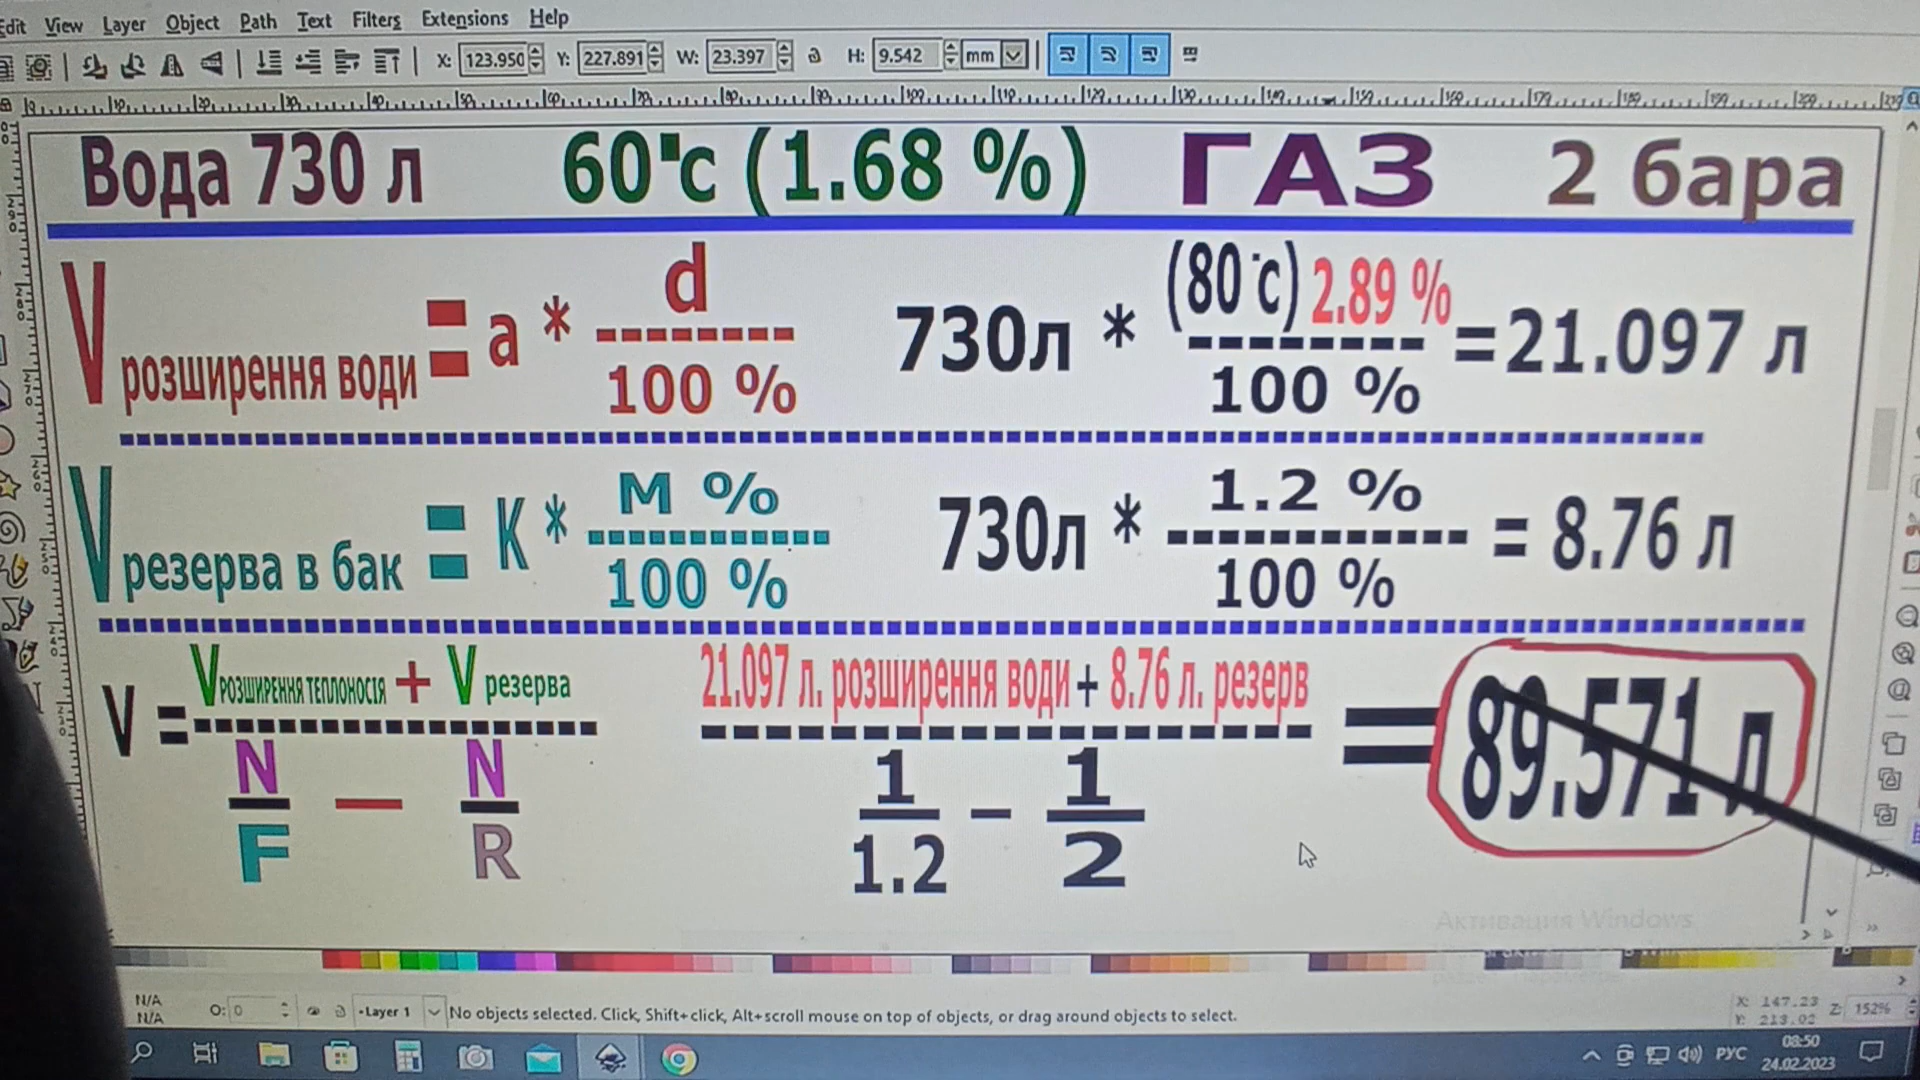 Edit View Layer Object Path Text Filters Extensions Help
X: 123.950 Y: 227.891 W: 23.397 H: 9.542 mm
Вода 730 л 60°с (1.68 %) ГАЗ 2 бара
V розширення води = a * d / 100 % 730л * (80°с) 2.89 % / 100 % =21.097 л
V резерва в бак = K * M % / 100 % 730л * 1.2 % / 100 % = 8.76 л
V = V РОЗШИРЕННЯ ТЕПЛОНОСІЯ + V резерва 21.097 л. розширення води + 8.76 л. резерв = 89.571 л
N / F – N / R 1 / 1.2 – 1 / 2
Активация Windows
N/A
N/A
O: 0 Layer 1 No objects selected. Click, Shift+click, Alt+scroll mouse on top of objects, or drag around objects to select.
X: 147.23
Y: 213.02
Z: 152%
РУС
08:50
24.02.2023